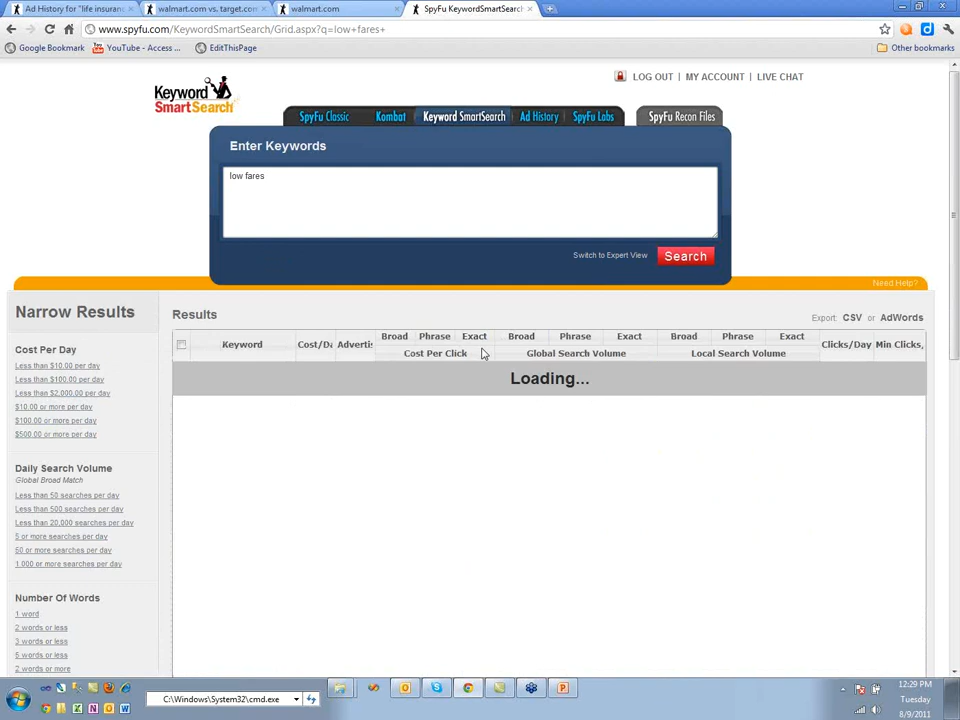 Ad History for "life insuranc
walmart.com vs. target.com
walmart.com
SpyFu KeywordSmartSearch
www.spyfu.com/KeywordSmartSearch/Grid.aspx?q=low+fares+
Google Bookmark
YouTube - Access ...
EditThisPage
Other bookmarks
LOG OUT | MY ACCOUNT | LIVE CHAT
Keyword
SmartSearch
SpyFu Classic
Kombat
Keyword SmartSearch
Ad History
SpyFu Labs
SpyFu Recon Files
Enter Keywords
low fares
Switch to Expert View
Search
Need Help?
Narrow Results
Results
Export: CSV or AdWords
Keyword
Cost/Da
Advertis
Broad Phrase Exact
Cost Per Click
Broad Phrase Exact
Global Search Volume
Broad Phrase Exact
Local Search Volume
Clicks/Day
Min Clicks,
Loading...
Cost Per Day
Less than $10.00 per day
Less than $100.00 per day
Less than $2,000.00 per day
$10.00 or more per day
$100.00 or more per day
$500.00 or more per day
Daily Search Volume
Global Broad Match
Less than 50 searches per day
Less than 500 searches per day
Less than 20,000 searches per day
5 or more searches per day
50 or more searches per day
1,000 or more searches per day
Number Of Words
1 word
2 words or less
3 words or less
5 words or less
2 words or more
C:\Windows\System32\cmd.exe
12:29 PM
Tuesday
8/9/2011